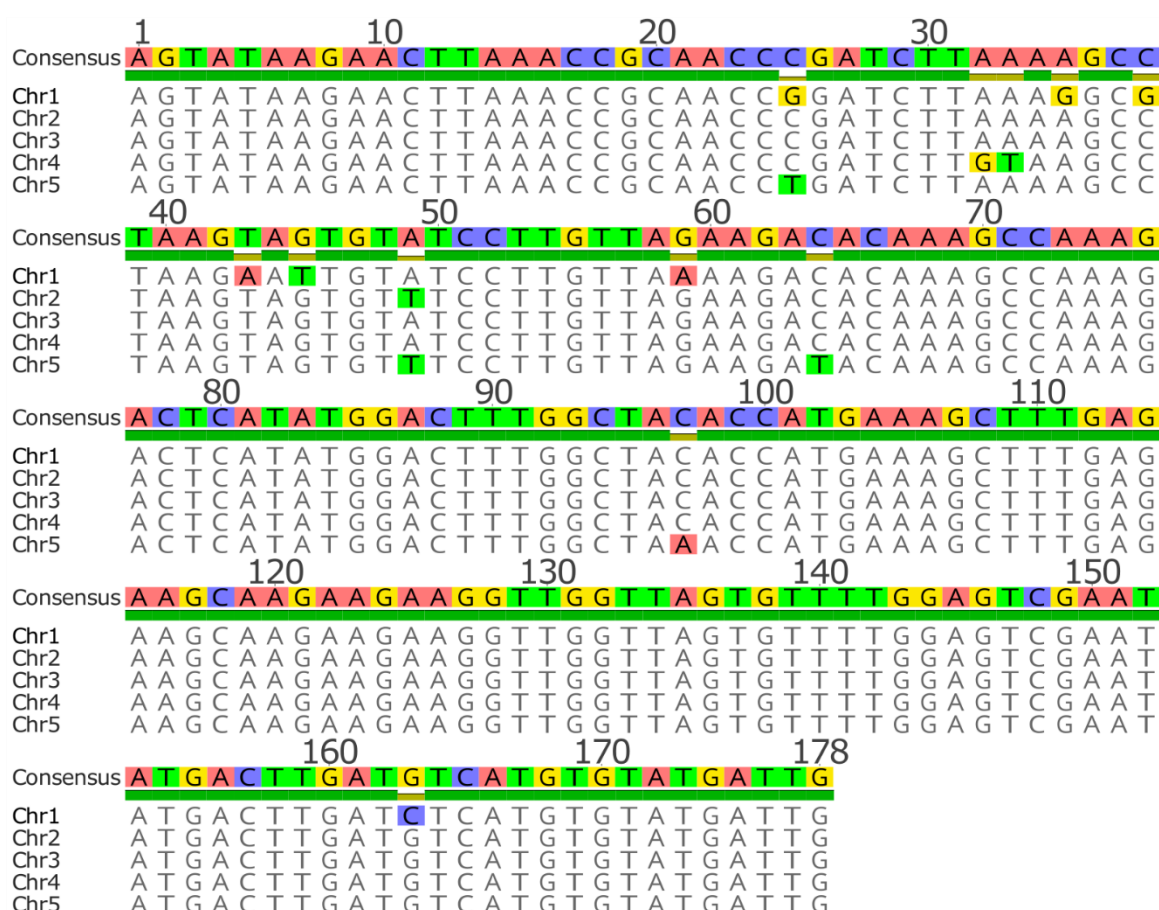 1 10 20 30
Consensus AGTATAAGAACTTAAACCGCAACCCGATCTTAAAAGCC
Chr1 AGTATAAGAACTTAAACCGCAACCGGATCTTAAAGGCG
Chr2 AGTATAAGAACTTAAACCGCAACCCGATCTTAAAAGCC
Chr3 AGTATAAGAACTTAAACCGCAACCCGATCTTAAAAGCC
Chr4 AGTATAAGAACTTAAACCGCAACCCGATCTTGTAAGCC
Chr5 AGTATAAGAACTTAAACCGCAACCTGATCTTAAAAGCC
40 50 60 70
Consensus TAAGTAGTGTATCCTTGTTAGAAGACACAAAGCCAAAG
Chr1 TAAGAATTGTATCCTTGTTAAAAGACACAAAGCCAAAG
Chr2 TAAGTAGTGTTTCCTTGTTAGAAGACACAAAGCCAAAG
Chr3 TAAGTAGTGTATCCTTGTTAGAAGACACAAAGCCAAAG
Chr4 TAAGTAGTGTATCCTTGTTAGAAGACACAAAGCCAAAG
Chr5 TAAGTAGTGTTTCCTTGTTAGAAGATACAAAGCCAAAG
80 90 100 110
Consensus ACTCATATGGACTTTGGCTACACCATGAAAGCTTTGAG
Chr1 ACTCATATGGACTTTGGCTACACCATGAAAGCTTTGAG
Chr2 ACTCATATGGACTTTGGCTACACCATGAAAGCTTTGAG
Chr3 ACTCATATGGACTTTGGCTACACCATGAAAGCTTTGAG
Chr4 ACTCATATGGACTTTGGCTACACCATGAAAGCTTTGAG
Chr5 ACTCATATGGACTTTGGCTAAACCATGAAAGCTTTGAG
120 130 140 150
Consensus AAGCAAGAAGAAGGTTGGTTAGTGTTTTGGAGTCGAAT
Chr1 AAGCAAGAAGAAGGTTGGTTAGTGTTTTGGAGTCGAAT
Chr2 AAGCAAGAAGAAGGTTGGTTAGTGTTTTGGAGTCGAAT
Chr3 AAGCAAGAAGAAGGTTGGTTAGTGTTTTGGAGTCGAAT
Chr4 AAGCAAGAAGAAGGTTGGTTAGTGTTTTGGAGTCGAAT
Chr5 AAGCAAGAAGAAGGTTGGTTAGTGTTTTGGAGTCGAAT
160 170 178
Consensus ATGACTTGATGTCATGTGTATGATTG
Chr1 ATGACTTGATCTCATGTGTATGATTG
Chr2 ATGACTTGATGTCATGTGTATGATTG
Chr3 ATGACTTGATGTCATGTGTATGATTG
Chr4 ATGACTTGATGTCATGTGTATGATTG
Chr5 ATGACTTGATGTCATGTGTATGATTG